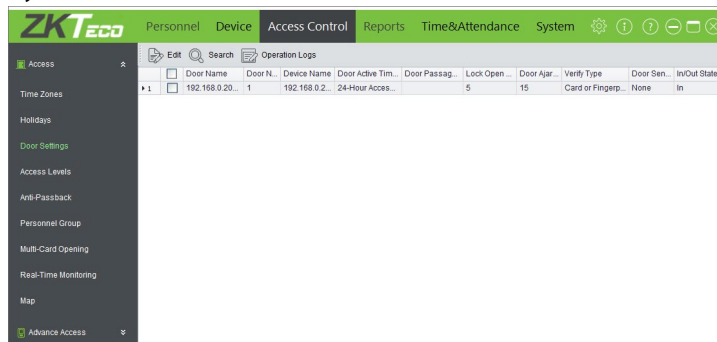 ZKTECO Personnel Device Access Control Reports Time&Attendance System
Access
Edit Search Operation Logs
Door Name Door N... Device Name Door Active Tim... Door Passag... Lock Open ... Door Ajar... Verify Type Door Sen... In/Out State
1 192.168.0.20... 1 192.168.0.2... 24-Hour Acces... 5 15 Card or Fingerp... None In
Time Zones
Holidays
Door Settings
Access Levels
Anti-Passback
Personnel Group
Multi-Card Opening
Real-Time Monitoring
Map
Advance Access